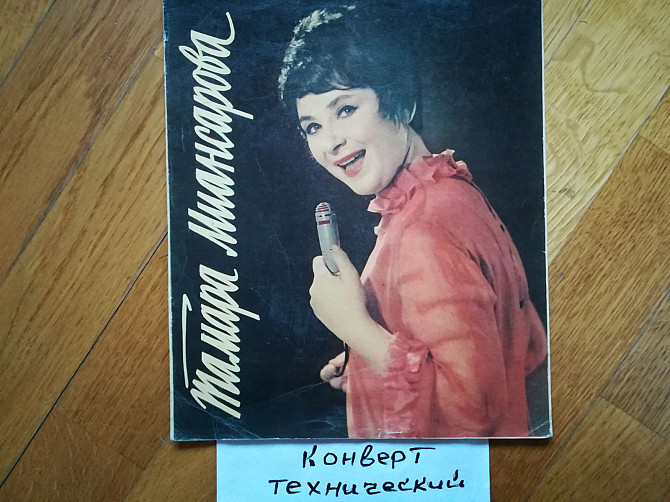 Тамара Миансарова
конверт
технический